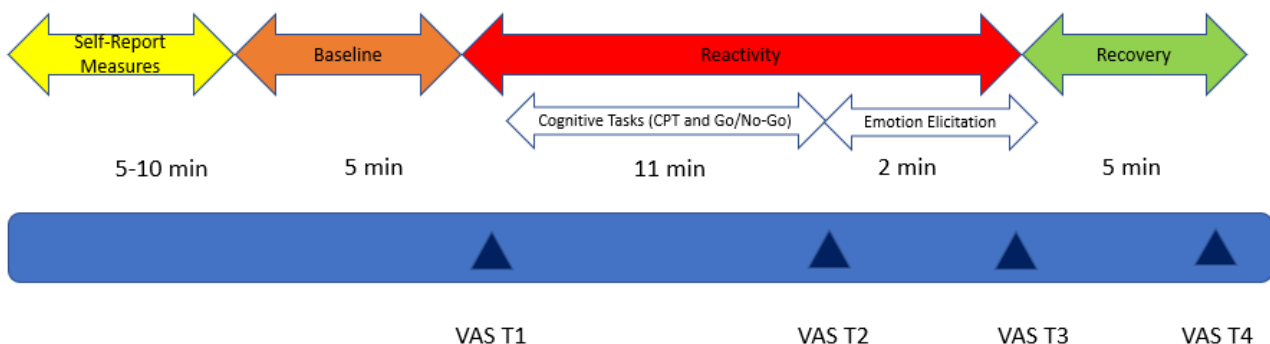 Self-Report
Measures
Baseline
Reactivity
Recovery
Cognitive Tasks (CPT and Go/No-Go)
Emotion Elicitation
5-10 min
5 min
11 min
2 min
5 min
VAS T1
VAS T2
VAS T3
VAS T4